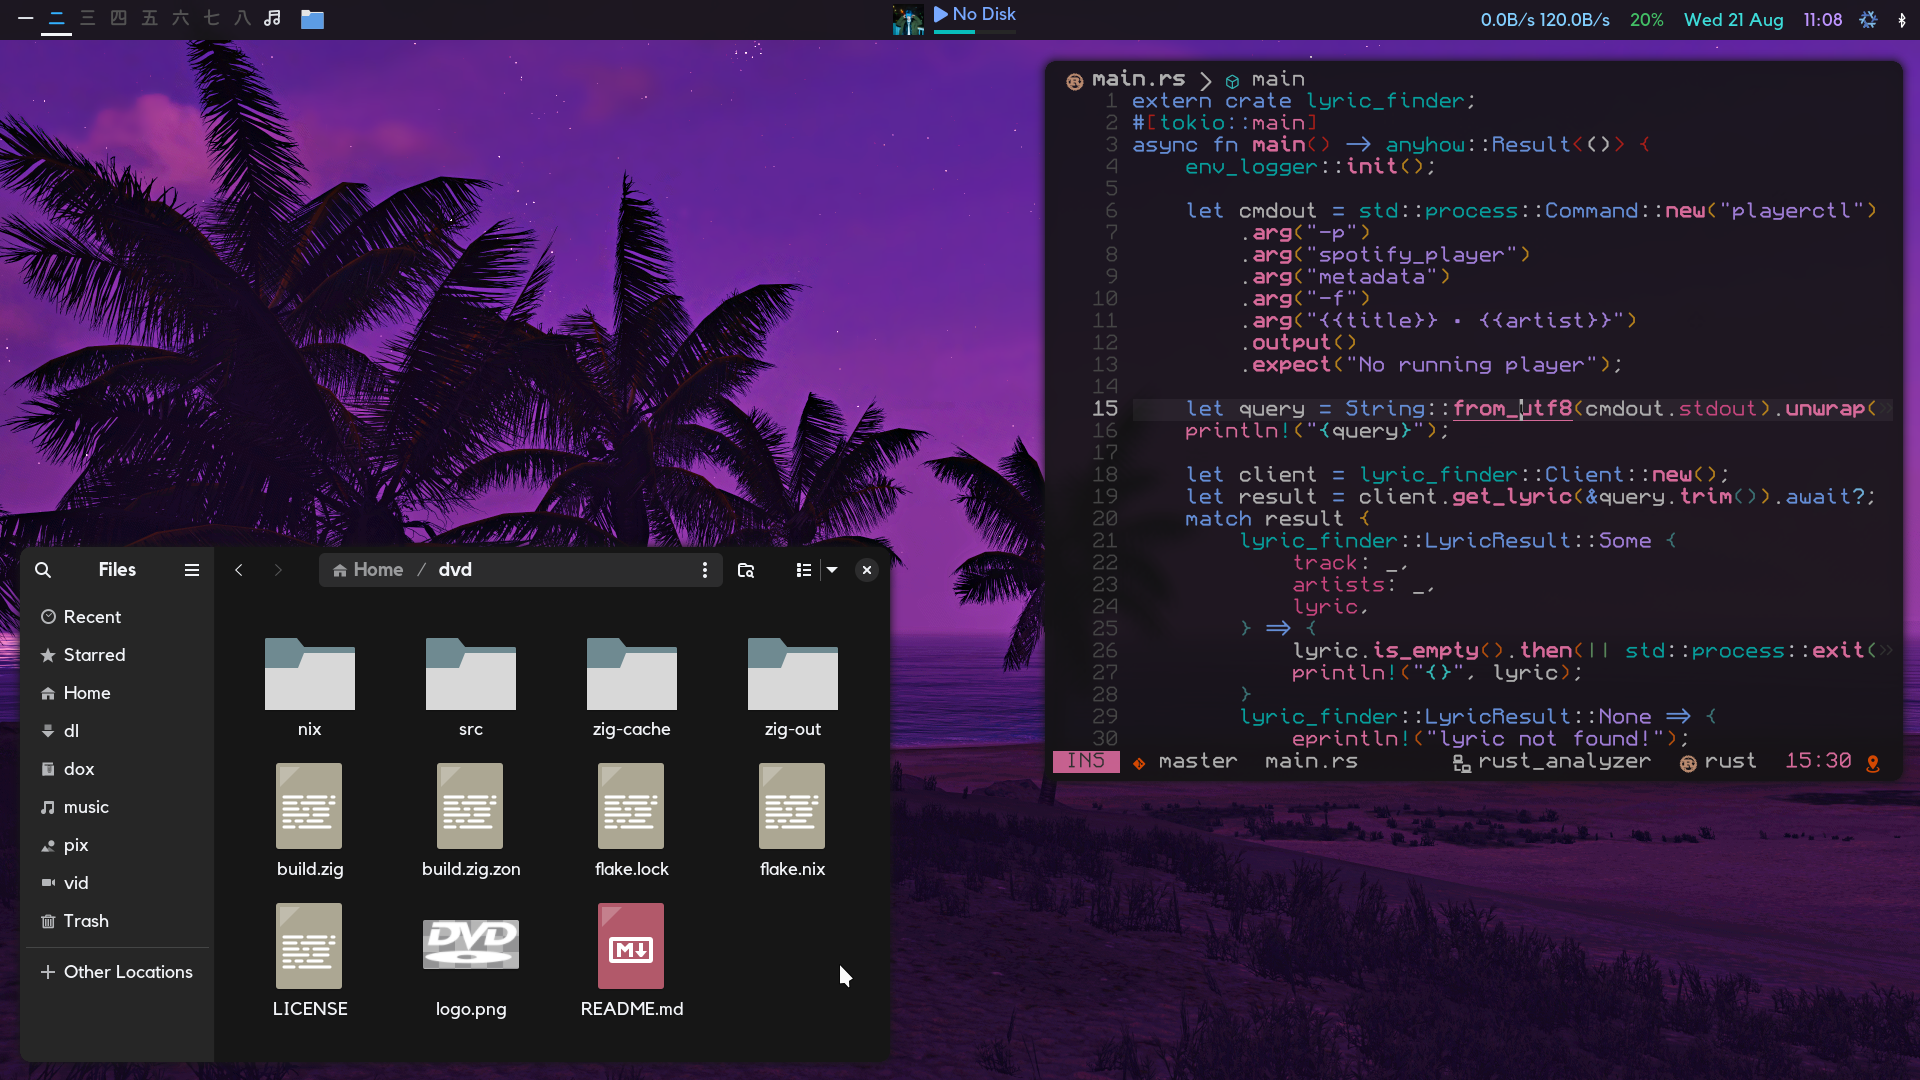 一 二 三 四 五 六 七 八
No Disk
0.0B/s 120.0B/s 20% Wed 21 Aug 11:08
main.rs > main
1 extern crate lyric_finder;
2 #[tokio::main]
3 async fn main() -> anyhow::Result<()> {
4 env_logger::init();
5
6 let cmdout = std::process::Command::new("playerctl")
7 .arg("-p")
8 .arg("spotify_player")
9 .arg("metadata")
10 .arg("-f")
11 .arg("{{title}} • {{artist}}")
12 .output()
13 .expect("No running player");
14
15 let query = String::from_utf8(cmdout.stdout).unwrap(»
16 println!("{query}");
17
18 let client = lyric_finder::Client::new();
19 let result = client.get_lyric(&query.trim()).await?;
20 match result {
21 lyric_finder::LyricResult::Some {
22 track: _,
23 artists: _,
24 lyric,
25 } => {
26 lyric.is_empty().then(|| std::process::exit(»
27 println!("{}", lyric);
28 }
29 lyric_finder::LyricResult::None => {
30 eprintln!("lyric not found!");
INS master main.rs rust_analyzer rust 15:30
Files
Home / dvd
Recent
Starred
Home
dl
dox
music
pix
vid
Trash
Other Locations
nix src zig-cache zig-out
build.zig build.zig.zon flake.lock flake.nix
DVD
M
LICENSE logo.png README.md